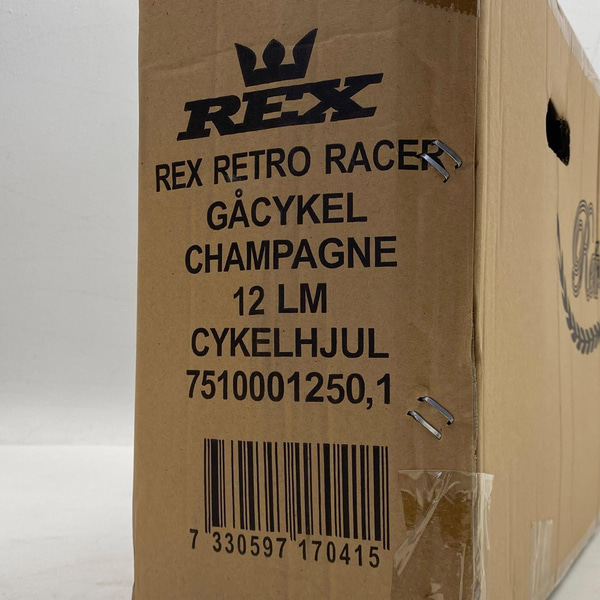 REX
REX RETRO RACER
GÅCYKEL
CHAMPAGNE
12 LM
CYKELHJUL
7510001250,1
7 330597 170415